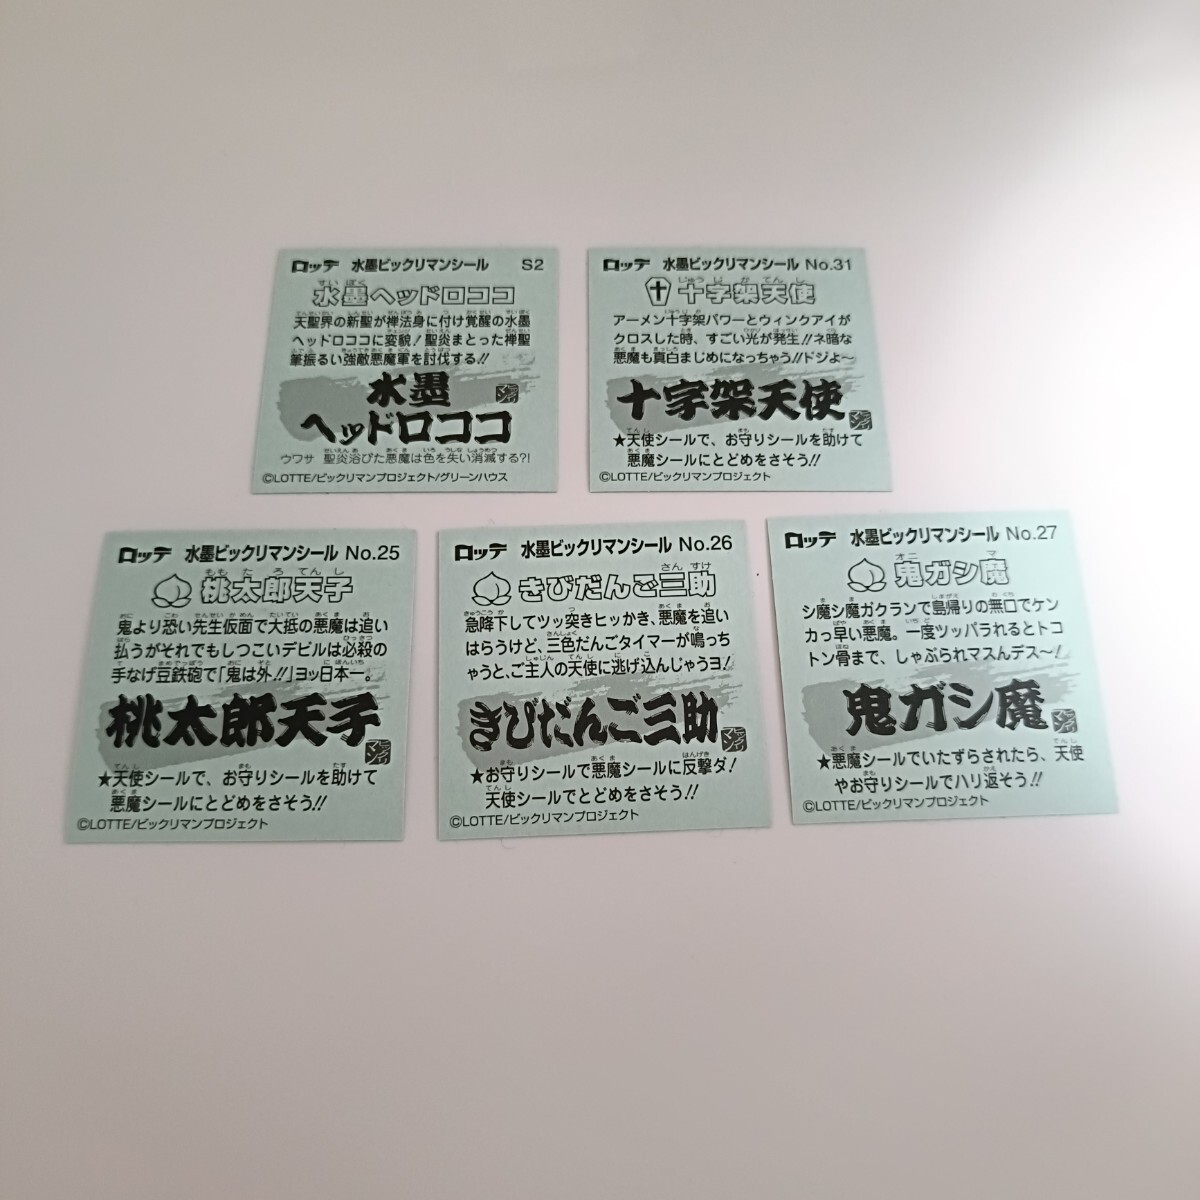 ロッテ 水墨ビックリマンシール S2
水墨ヘッドロココ
天聖界の新聖が禅法身に付け覚醒の水墨
ヘッドロココに変貌!聖炎まとった禅聖
筆振るい強敵悪魔軍を討伐する!!
水墨
ヘッドロココ
ウワサ 聖炎浴びた悪魔は色を失い消滅する?!
©LOTTE/ビックリマンプロジェクト/グリーンハウス
ロッテ 水墨ビックリマンシール No.31
十字架天使
アーメン十字架パワーとウィンクアイが
クロスした時、すごい光が発生!!ネ暗な
悪魔も真白まじめになっちゃう!!ドジよ〜
十字架天使
★天使シールで、お守りシールを助けて
悪魔シールにとどめをさそう!!
©LOTTE/ビックリマンプロジェクト
ロッテ 水墨ビックリマンシール No.25
桃太郎天子
鬼より恐い先生仮面で大抵の悪魔は追い
払うがそれでもしつこいデビルは必殺の
手なげ豆鉄砲で「鬼は外!!」ヨッ日本一。
桃太郎天子
★天使シールで、お守りシールを助けて
悪魔シールにとどめをさそう!!
©LOTTE/ビックリマンプロジェクト
ロッテ 水墨ビックリマンシール No.26
きびだんご三助
急降下してツッ突きヒッかき、悪魔を追い
はらうけど、三色だんごタイマーが鳴っち
ゃうと、ご主人の天使に逃げ込んじゃうヨ!
きびだんご三助
★お守りシールで悪魔シールに反撃ダ!
天使シールでとどめをさそう!!
©LOTTE/ビックリマンプロジェクト
ロッテ 水墨ビックリマンシール No.27
鬼ガシ魔
シ魔シ魔ガクランで島帰りの無口でケン
カっ早い悪魔。一度ツッパラれるとトコ
トン骨まで、しゃぶられマスんデス〜!
鬼ガシ魔
★悪魔シールでいたずらされたら、天使
やお守りシールでハリ返そう!!
©LOTTE/ビックリマンプロジェクト